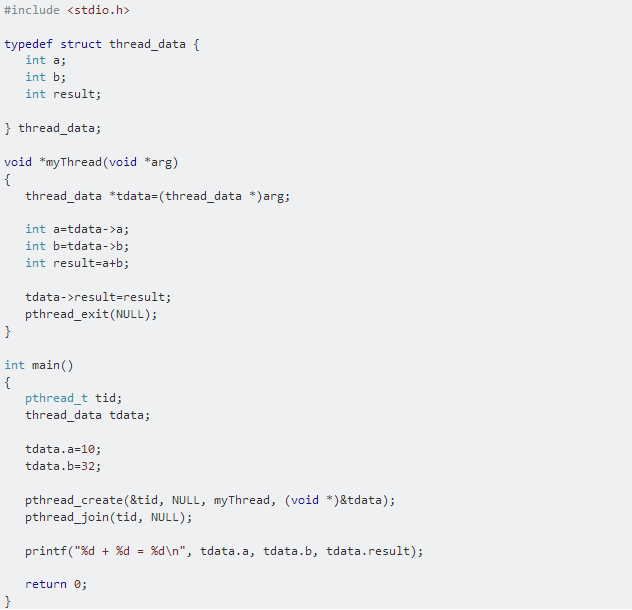 #include <stdio.h>
typedef struct thread_data {
int a;
int b;
int result;
} thread_data;
void *myThread(void *arg)
{
thread_data *tdata=(thread_data *)arg;
int a=tdata->a;
int b=tdata->b;
int result=a+b;
tdata->result=result;
pthread_exit(NULL);
}
int main()
{
pthread_t tid;
thread_data tdata;
tdata.a=10;
tdata.b=32;
pthread_create(&tid, NULL, myThread, (void *)&tdata);
pthread_join(tid, NULL);
printf("%d + %d = %d\n", tdata.a, tdata.b, tdata.result);
return 0;
}